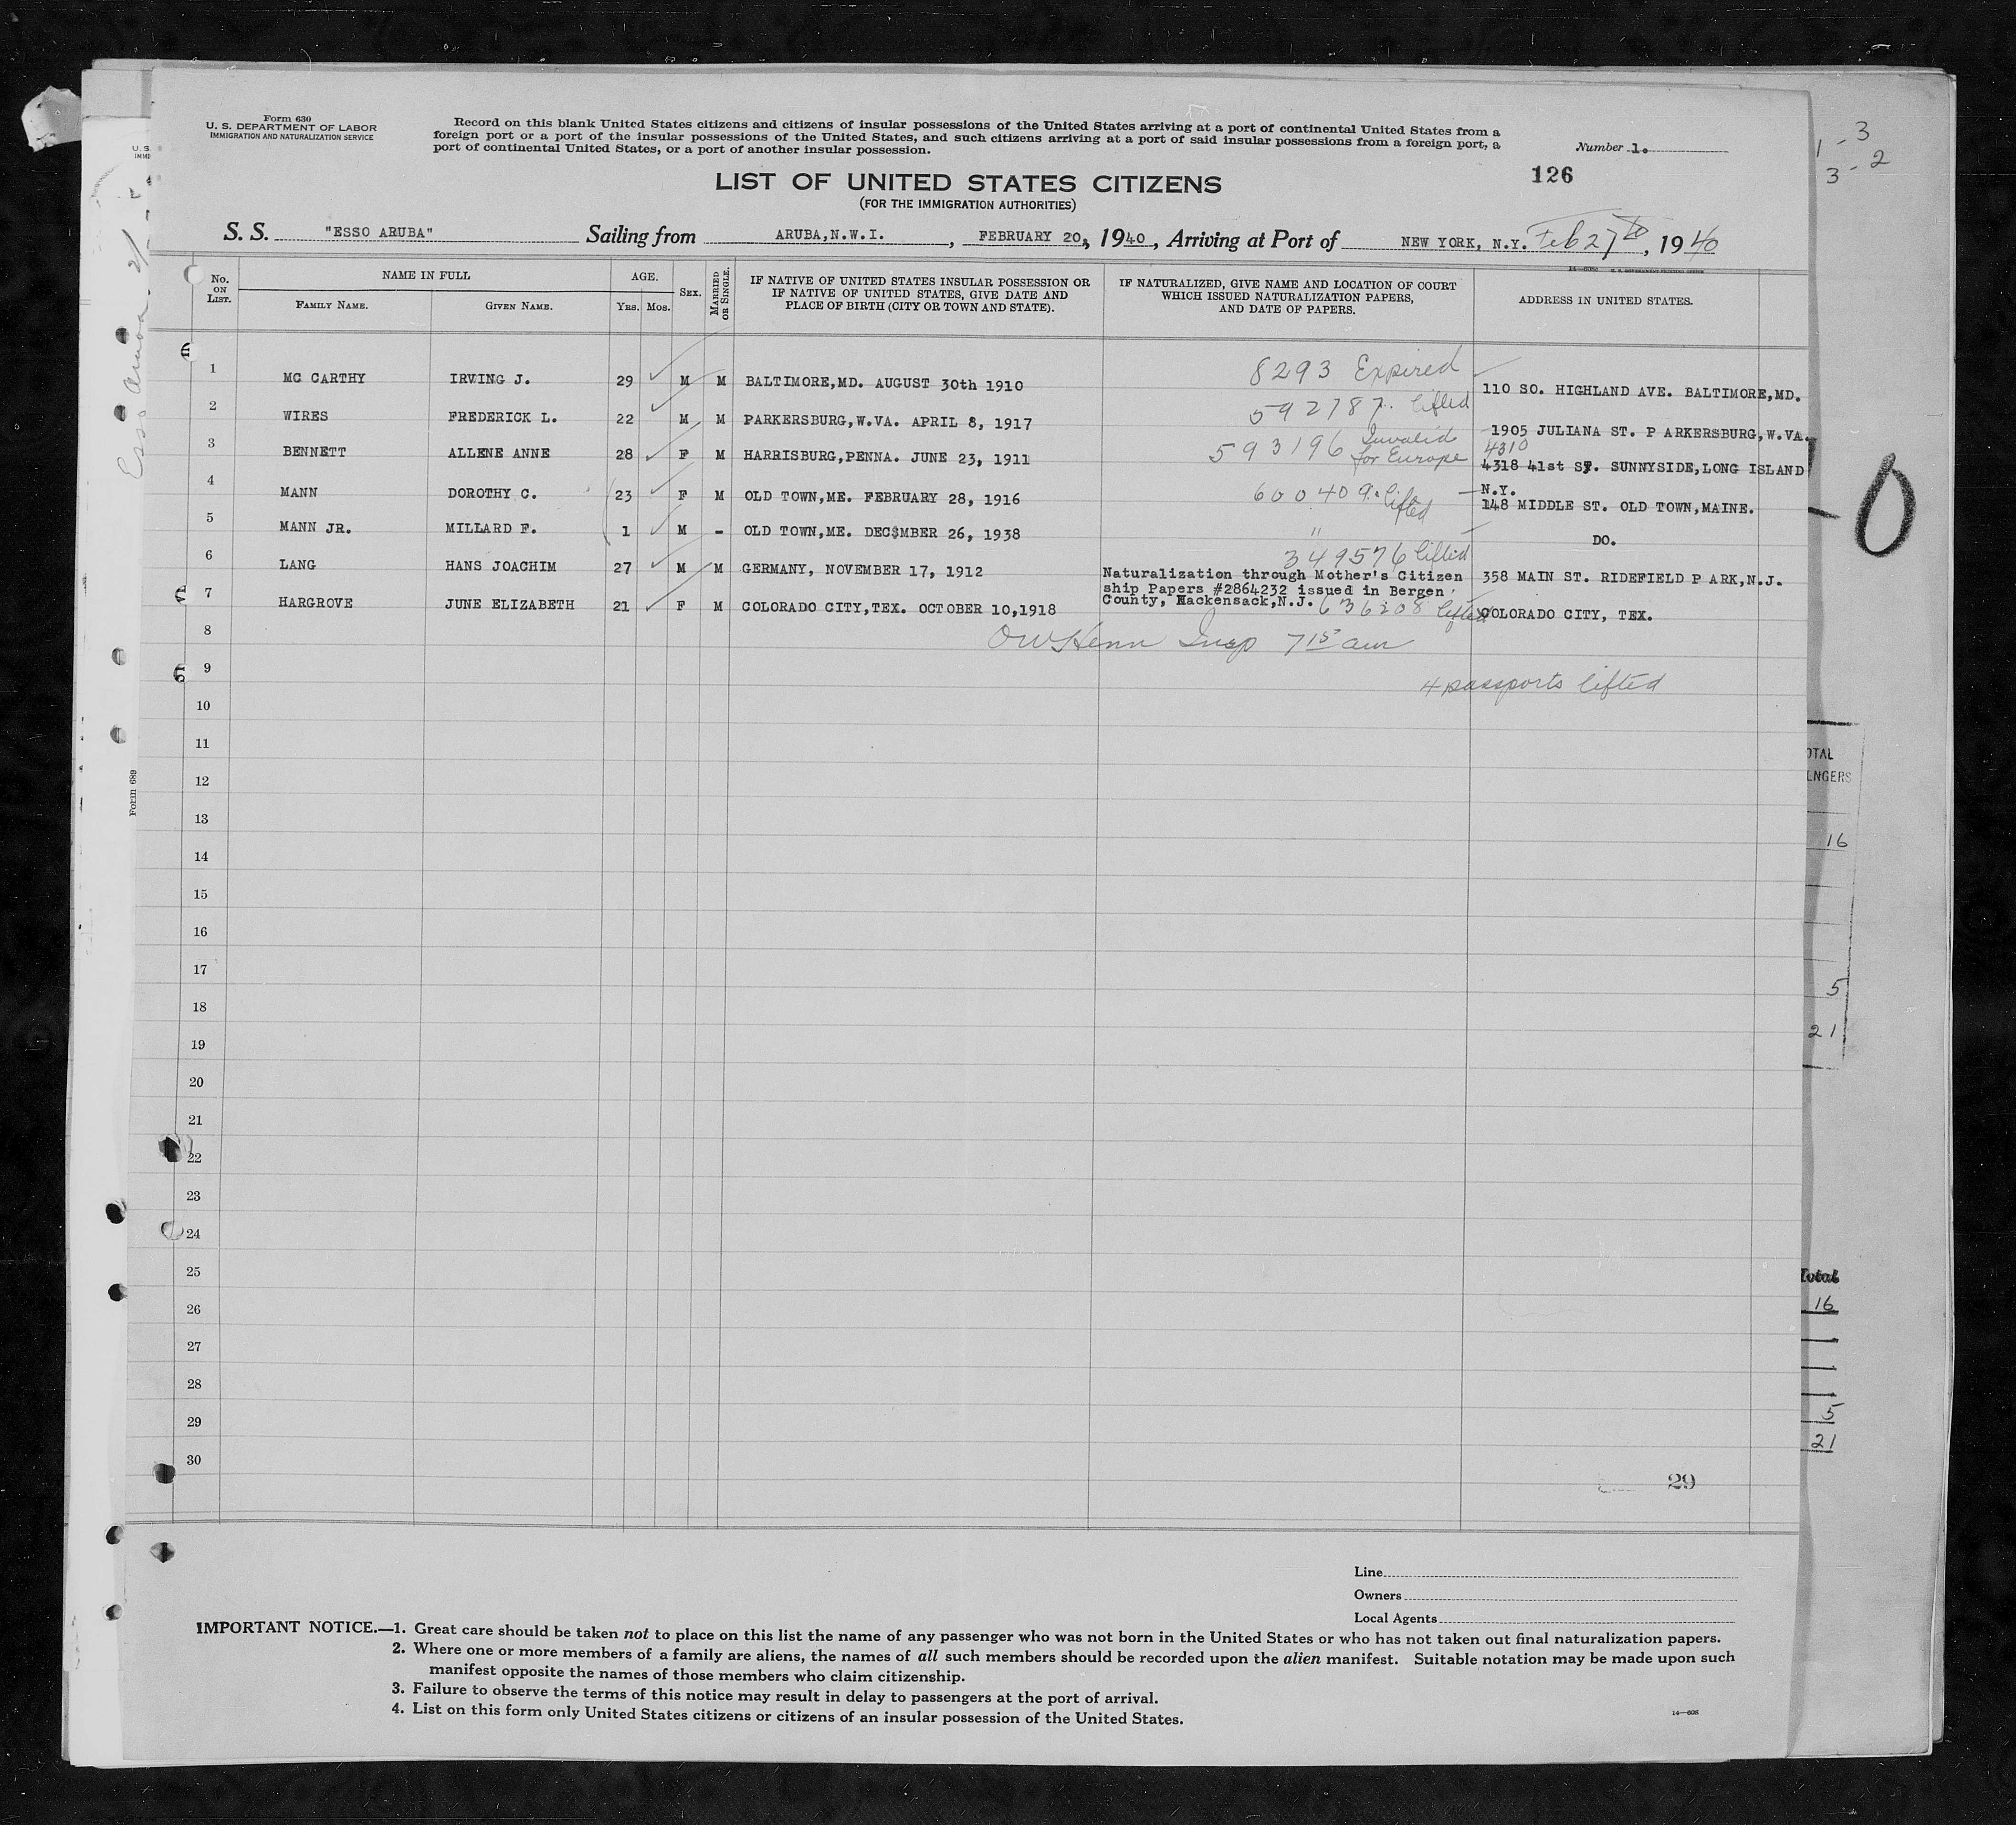 Form 630
U. S. DEPARTMENT OF LABOR
IMMIGRATION AND NATURALIZATION SERVICE
Record on this blank United States citizens and citizens of insular possessions of the United States arriving at a port of continental United States from a
foreign port or a port of the insular possessions of the United States, and such citizens arriving at a port of said insular possessions from a foreign port, a
port of continental United States, or a port of another insular possession.
Number 1.
126
1 - 3
3 - 2
LIST OF UNITED STATES CITIZENS
(FOR THE IMMIGRATION AUTHORITIES)
S. S. "ESSO ARUBA" Sailing from ARUBA,N.W.I. , FEBRUARY 20, 1940, Arriving at Port of NEW YORK, N.Y. Feb 27th, 1940
No. ON LIST. NAME IN FULL FAMILY NAME. GIVEN NAME. AGE. YRS. MOS. SEX. MARRIED OR SINGLE. IF NATIVE OF UNITED STATES INSULAR POSSESSION OR IF NATIVE OF UNITED STATES, GIVE DATE AND PLACE OF BIRTH (CITY OR TOWN AND STATE). IF NATURALIZED, GIVE NAME AND LOCATION OF COURT WHICH ISSUED NATURALIZATION PAPERS, AND DATE OF PAPERS. ADDRESS IN UNITED STATES.
1 MC CARTHY IRVING J. 29 M M BALTIMORE,MD. AUGUST 30th 1910 8293 Expired 110 SO. HIGHLAND AVE. BALTIMORE,MD.
2 WIRES FREDERICK L. 22 M M PARKERSBURG,W.VA. APRIL 8, 1917 592787. lifted 1905 JULIANA ST. P ARKERSBURG,W.VA.
3 BENNETT ALLENE ANNE 28 F M HARRISBURG,PENNA. JUNE 23, 1911 593196 Invalid for Europe 4310 4318 41st ST. SUNNYSIDE,LONG ISLAND N.Y.
4 MANN DOROTHY C. 23 F M OLD TOWN,ME. FEBRUARY 28, 1916 600409. lifted 148 MIDDLE ST. OLD TOWN,MAINE.
5 MANN JR. MILLARD F. 1 M - OLD TOWN,ME. DEC$MBER 26, 1938 " DO.
6 LANG HANS JOACHIM 27 M M GERMANY, NOVEMBER 17, 1912 349576 lifted Naturalization through Mother's Citizen ship Papers #2864232 issued in Bergen County, Hackensack,N.J. 358 MAIN ST. RIDEFIELD P ARK,N.J.
7 HARGROVE JUNE ELIZABETH 21 F M COLORADO CITY,TEX. OCTOBER 10,1918 636208 lifted COLORADO CITY, TEX.
8 OW Henn Insp 7 15 am
9 4 passports lifted
10
11
12
13
14
15
16
17
18
19
20
21
22
23
24
25
26
27
28
29
30
29
Line
Owners
Local Agents
IMPORTANT NOTICE.—1. Great care should be taken not to place on this list the name of any passenger who was not born in the United States or who has not taken out final naturalization papers.
2. Where one or more members of a family are aliens, the names of all such members should be recorded upon the alien manifest. Suitable notation may be made upon such
manifest opposite the names of those members who claim citizenship.
3. Failure to observe the terms of this notice may result in delay to passengers at the port of arrival.
4. List on this form only United States citizens or citizens of an insular possession of the United States.
14—608
Form 689
Esso Aruba
0
16
5
21
Total
16
5
21